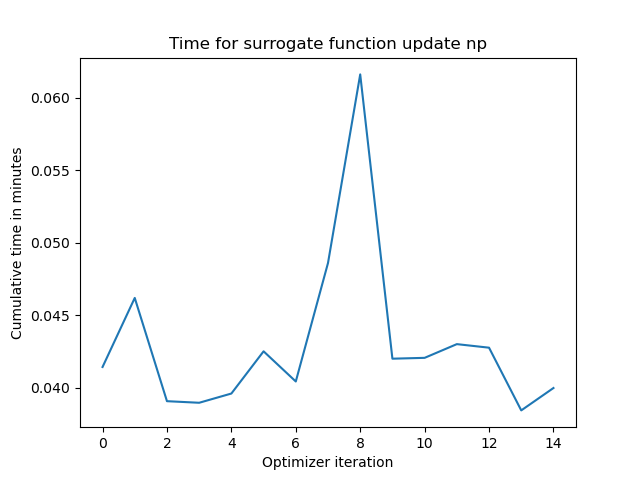 Time for surrogate function update np
Cumulative time in minutes
0.060
0.055
0.050
0.045
0.040
0 2 4 6 8 10 12 14
Optimizer iteration